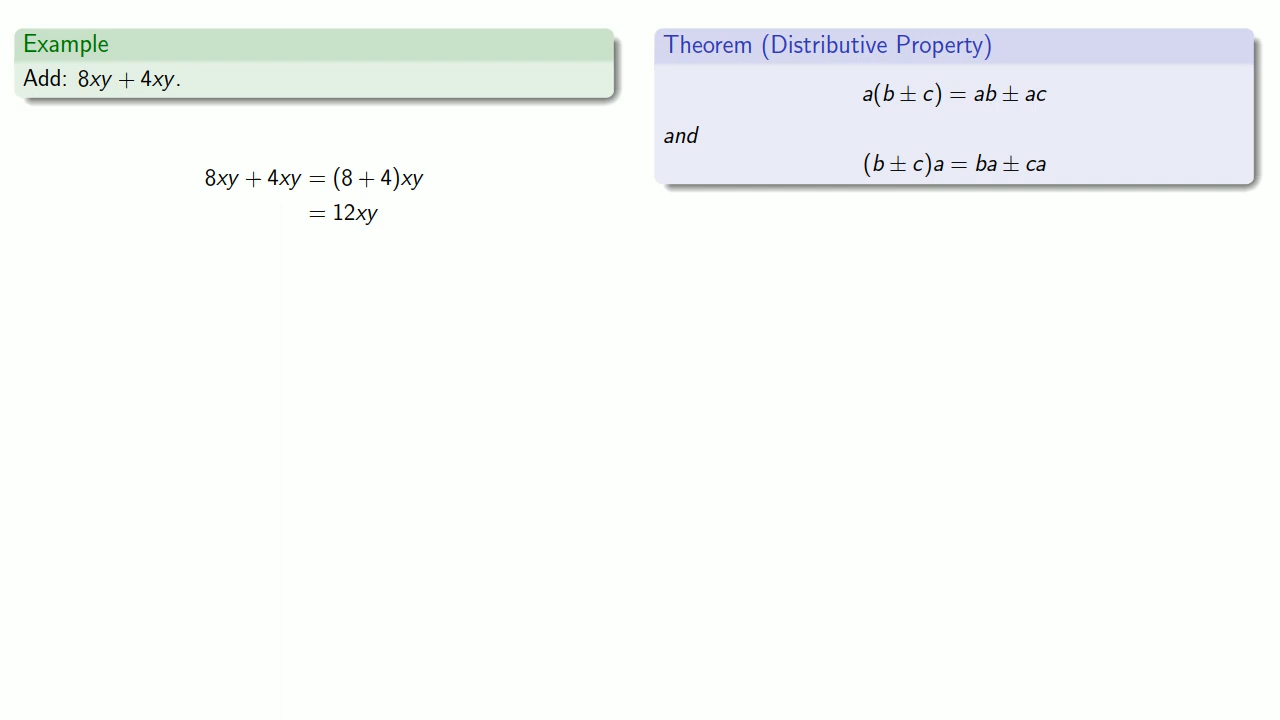 Example
Add: 8xy + 4xy.
8xy + 4xy = (8 + 4)xy
= 12xy
Theorem (Distributive Property)
a(b ± c) = ab ± ac
and
(b ± c)a = ba ± ca